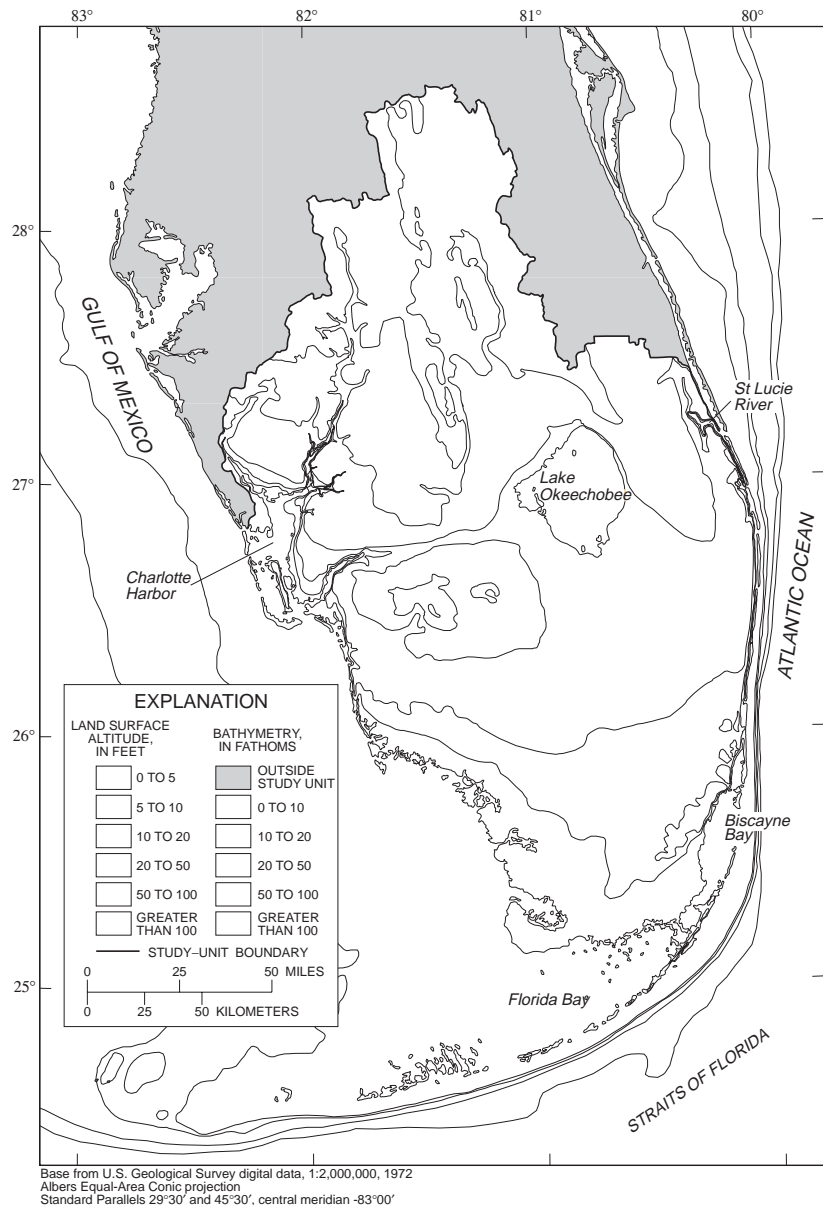 83°
82°
81°
80°
28°
27°
26°
25°
GULF OF MEXICO
St Lucie
River
Lake
Okeechobee
Charlotte
Harbor
ATLANTIC OCEAN
Biscayne
Bay
Florida Bay
STRAITS OF FLORIDA
EXPLANATION
LAND SURFACE
ALTITUDE,
IN FEET
0 TO 5
5 TO 10
10 TO 20
20 TO 50
50 TO 100
GREATER
THAN 100
BATHYMETRY,
IN FATHOMS
OUTSIDE
STUDY UNIT
0 TO 10
10 TO 20
20 TO 50
50 TO 100
GREATER
THAN 100
STUDY–UNIT BOUNDARY
0 25 50 MILES
0 25 50 KILOMETERS
Base from U.S. Geological Survey digital data, 1:2,000,000, 1972
Albers Equal-Area Conic projection
Standard Parallels 29°30′ and 45°30′, central meridian -83°00′